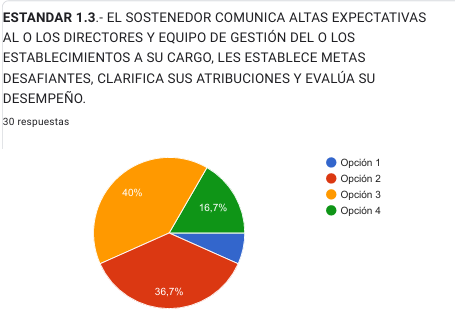 ESTANDAR 1.3.- EL SOSTENEDOR COMUNICA ALTAS EXPECTATIVAS
AL O LOS DIRECTORES Y EQUIPO DE GESTIÓN DEL O LOS
ESTABLECIMIENTOS A SU CARGO, LES ESTABLECE METAS
DESAFIANTES, CLARIFICA SUS ATRIBUCIONES Y EVALÚA SU
DESEMPEÑO.
30 respuestas
Opción 1
Opción 2
Opción 3
Opción 4
40%
16,7%
36,7%